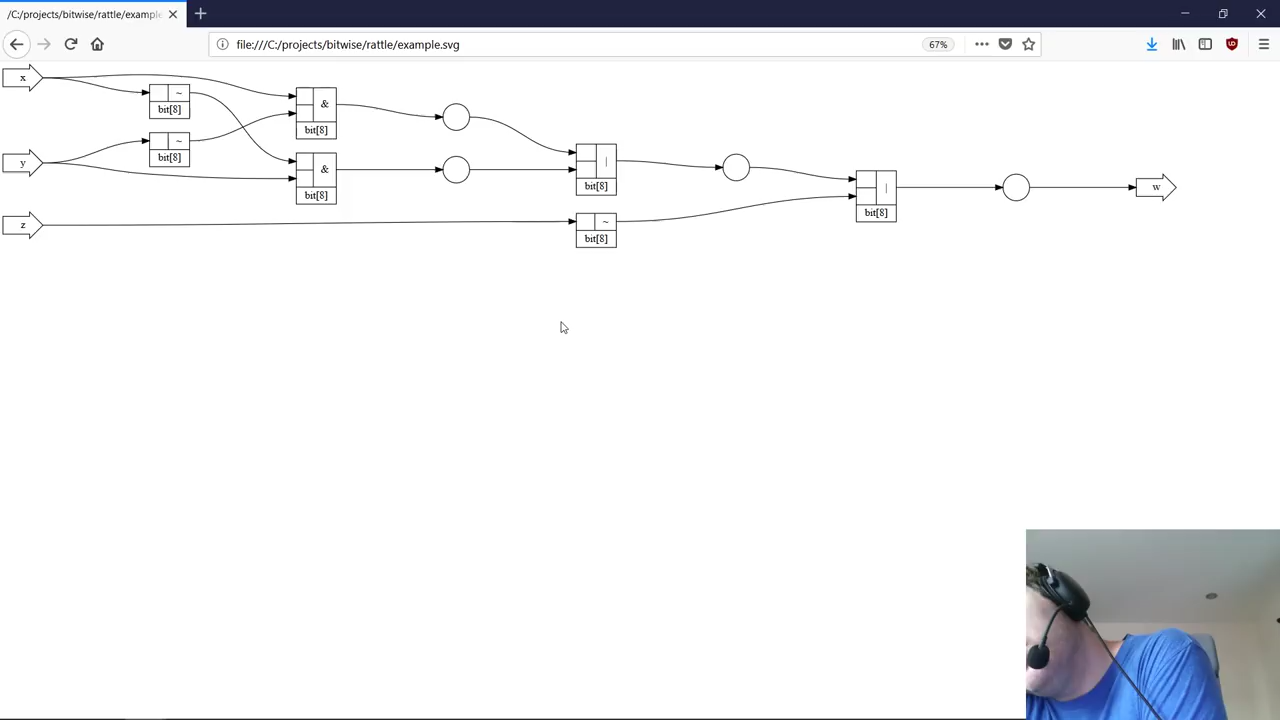 /C:/projects/bitwise/rattle/example
file:///C:/projects/bitwise/rattle/example.svg
67%
x
~
bit[8]
&
bit[8]
y
~
bit[8]
&
bit[8]
|
bit[8]
z
~
bit[8]
|
bit[8]
w